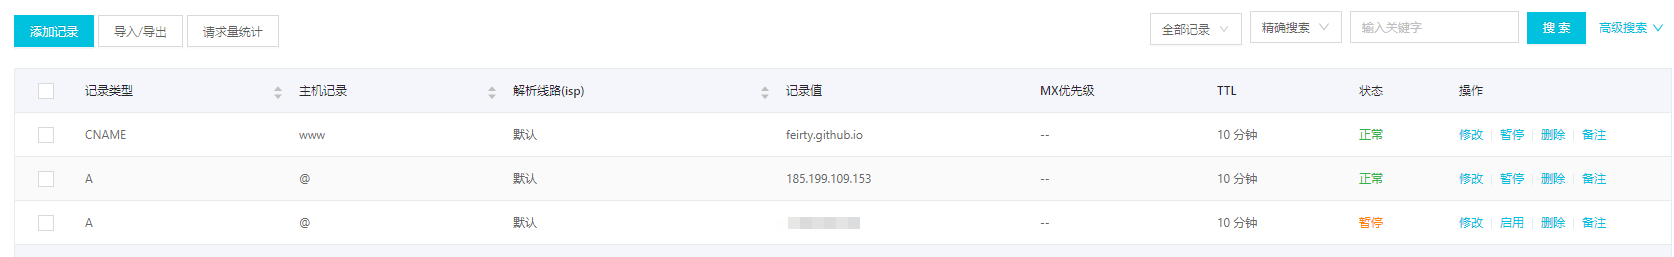 添加记录 导入/导出 请求量统计 全部记录 精确搜索 输入关键字 搜 索 高级搜索
记录类型 主机记录 解析线路(isp) 记录值 MX优先级 TTL 状态 操作
CNAME www 默认 feirty.github.io -- 10 分钟 正常 修改 暂停 删除 备注
A @ 默认 185.199.109.153 -- 10 分钟 正常 修改 暂停 删除 备注
A @ 默认 -- 10 分钟 暂停 修改 启用 删除 备注